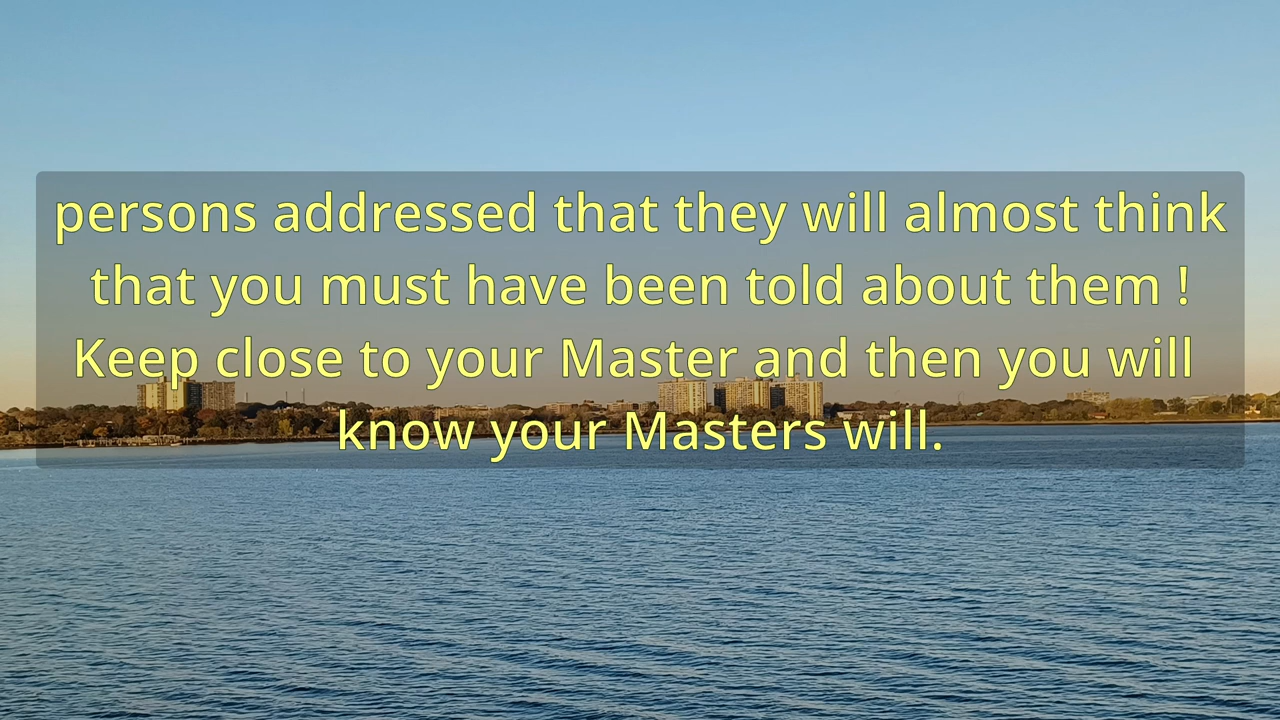 persons addressed that they will almost think
that you must have been told about them !
Keep close to your Master and then you will
know your Masters will.